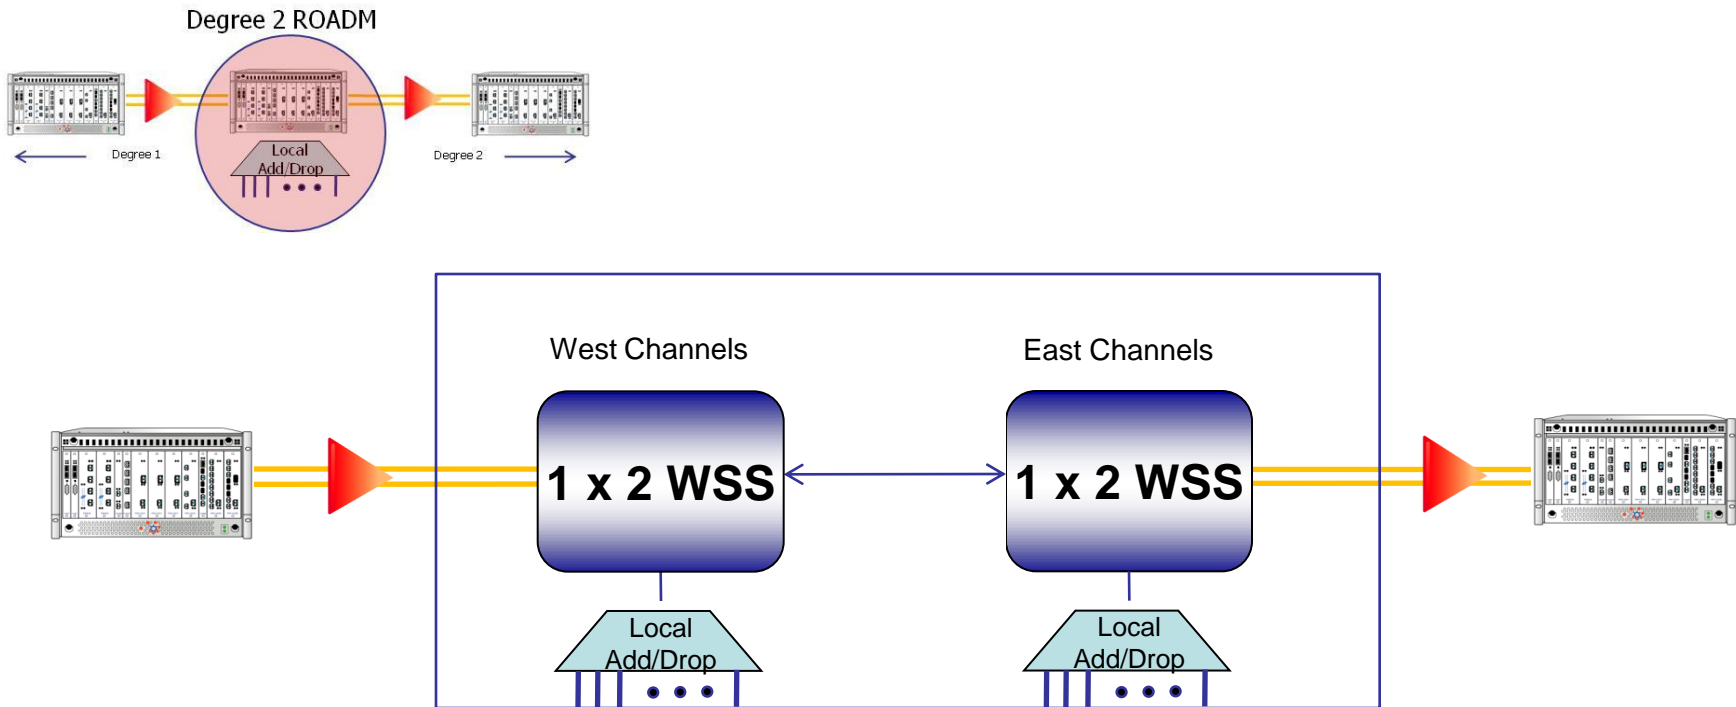 Degree 2 ROADM
Degree 1
Local
Add/Drop
Degree 2
West Channels
East Channels
1 x 2 WSS
1 x 2 WSS
Local
Add/Drop
Local
Add/Drop